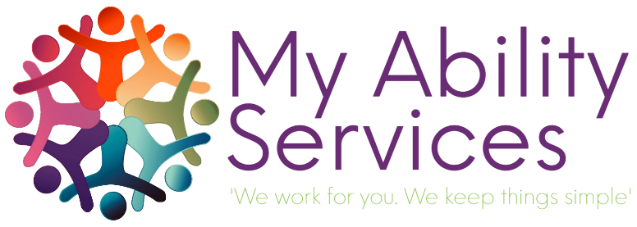 My Ability
Services
'We work for you. We keep things simple'